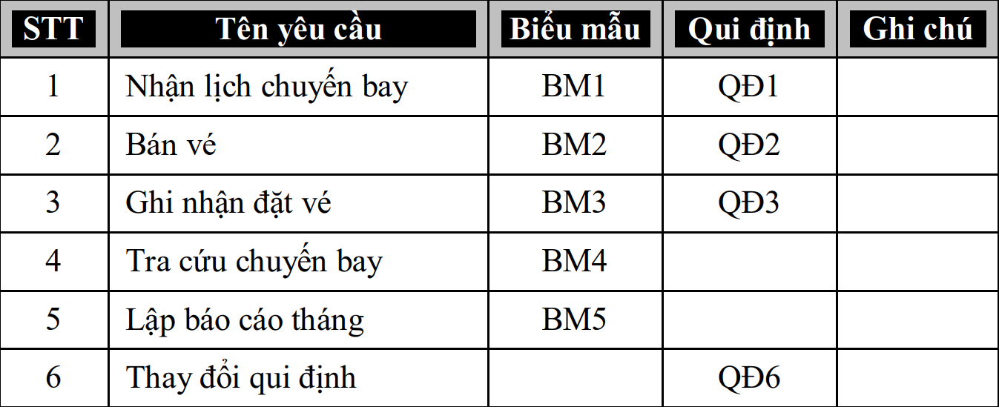 STT Tên yêu cầu Biểu mẫu Qui định Ghi chú
1 Nhận lịch chuyến bay BM1 QĐ1
2 Bán vé BM2 QĐ2
3 Ghi nhận đặt vé BM3 QĐ3
4 Tra cứu chuyến bay BM4
5 Lập báo cáo tháng BM5
6 Thay đổi qui định QĐ6